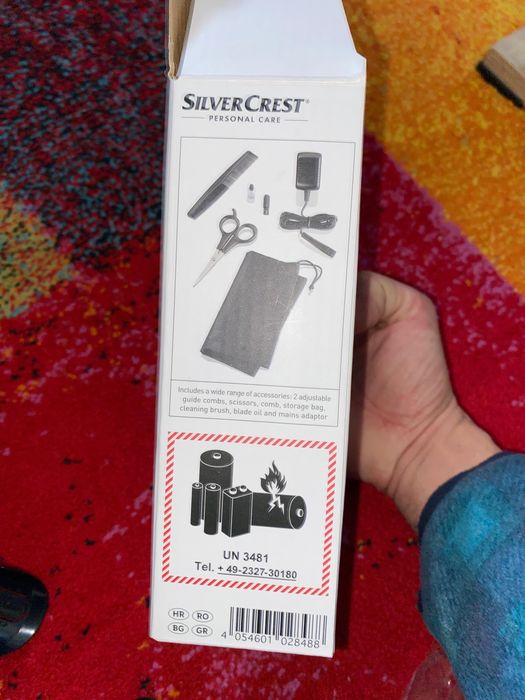 SILVERCREST®
PERSONAL CARE
Includes a wide range of accessories: 2 adjustable
guide combs, scissors, comb, storage bag,
cleaning brush, blade oil and mains adaptor
UN 3481
Tel. + 49-2327-30180
HR RO
BG GR
4 054601 028488